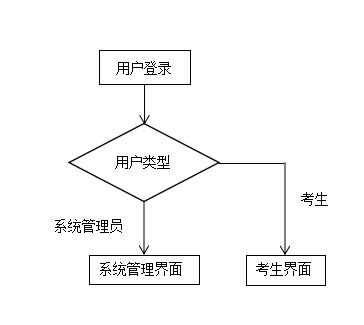 用户登录
用户类型
考生
系统管理员
系统管理界面
考生界面